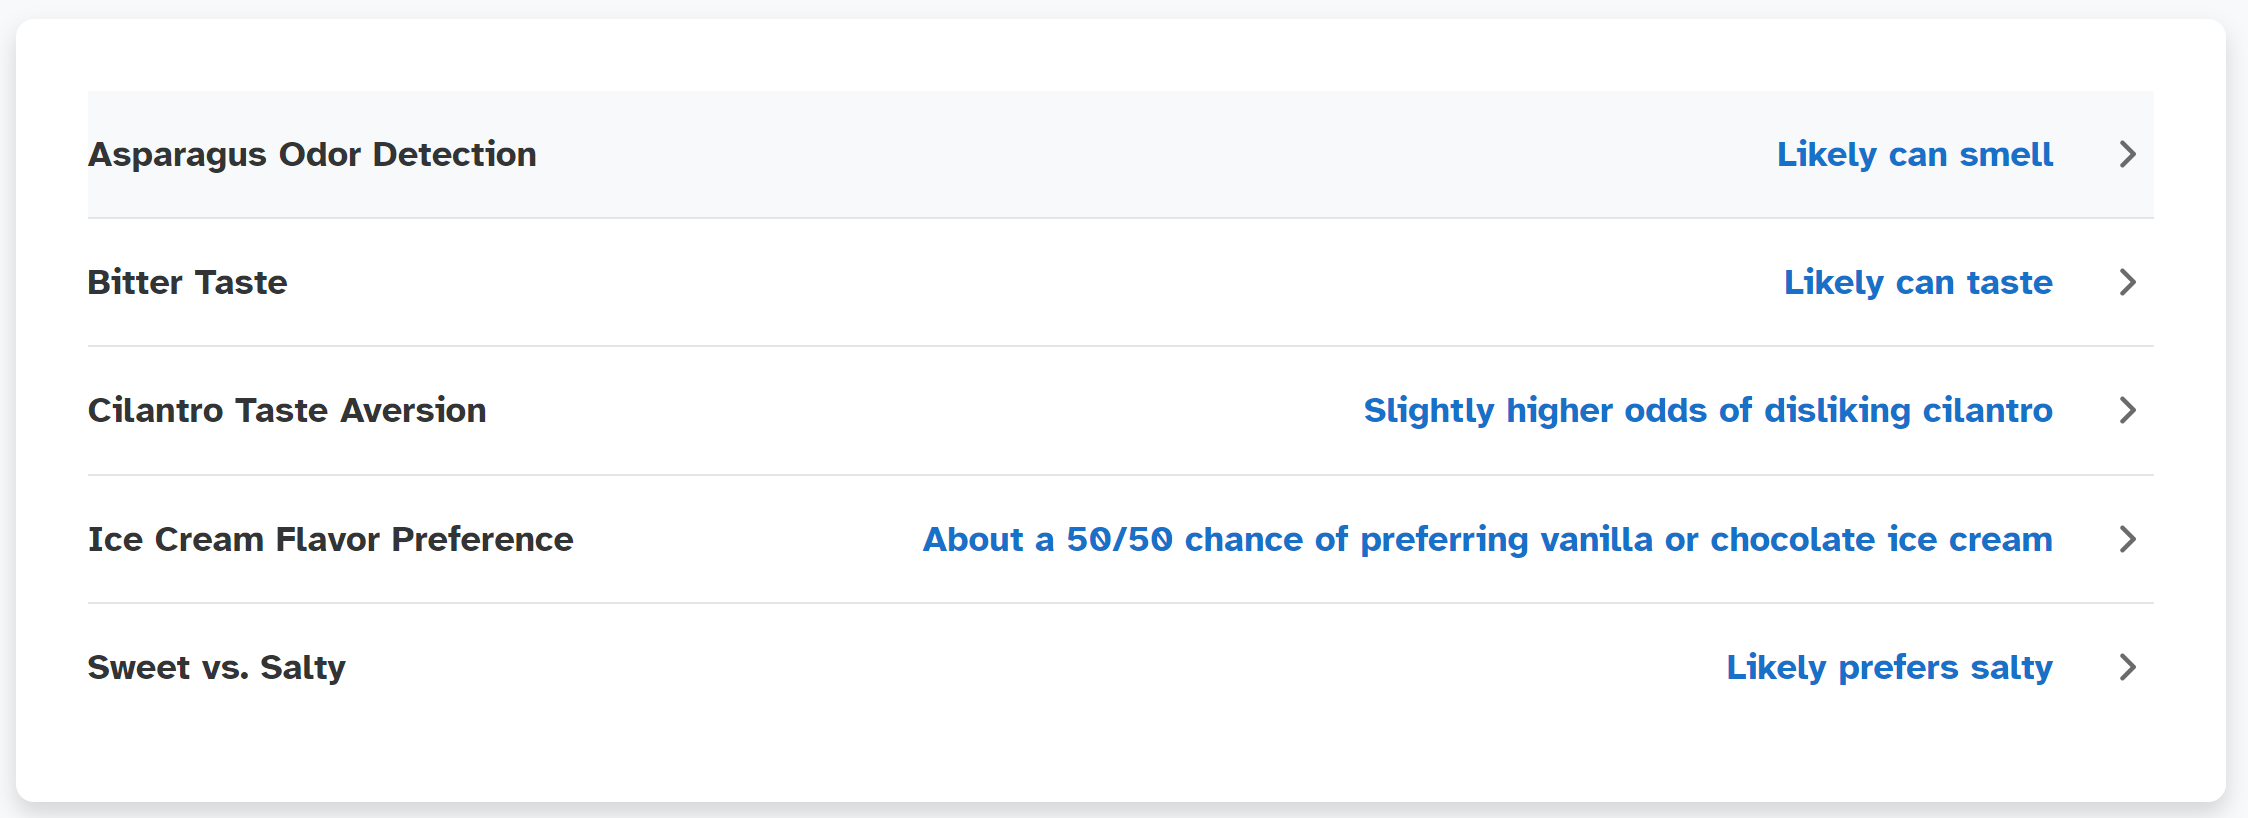 Asparagus Odor Detection Likely can smell
Bitter Taste Likely can taste
Cilantro Taste Aversion Slightly higher odds of disliking cilantro
Ice Cream Flavor Preference About a 50/50 chance of preferring vanilla or chocolate ice cream
Sweet vs. Salty Likely prefers salty